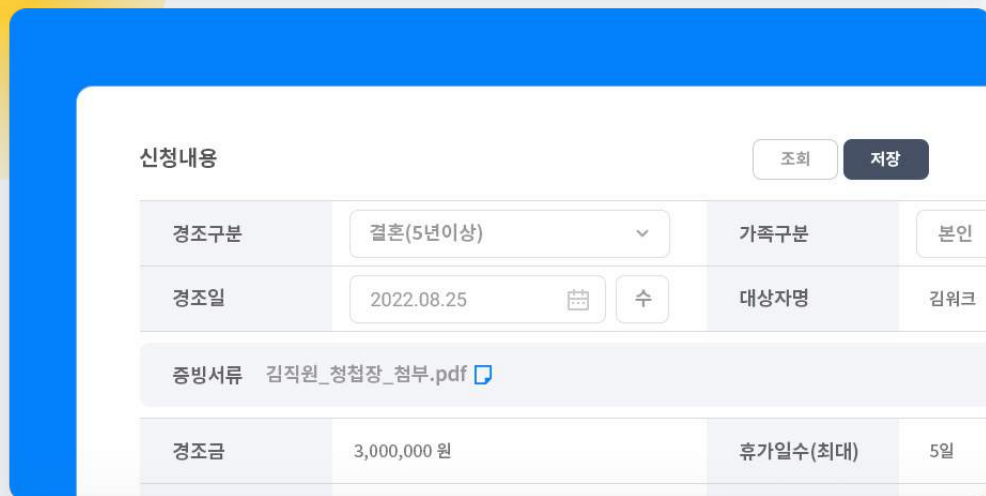 신청내용 조회 저장
경조구분 결혼(5년이상) 가족구분 본인
경조일 2022.08.25 수 대상자명 김워크
증빙서류 김직원_청첩장_첨부.pdf
경조금 3,000,000 원 휴가일수(최대) 5일